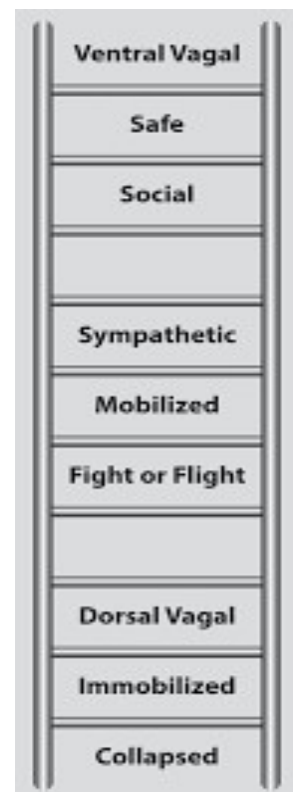 Ventral Vagal
Safe
Social
Sympathetic
Mobilized
Fight or Flight
Dorsal Vagal
Immobilized
Collapsed